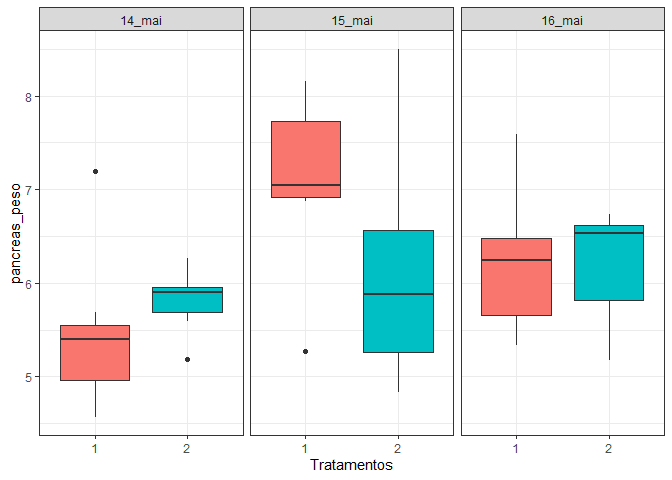 14_mai 15_mai 16_mai
8
7
6
5
pancreas_peso
1 2 1 2 1 2
Tratamentos